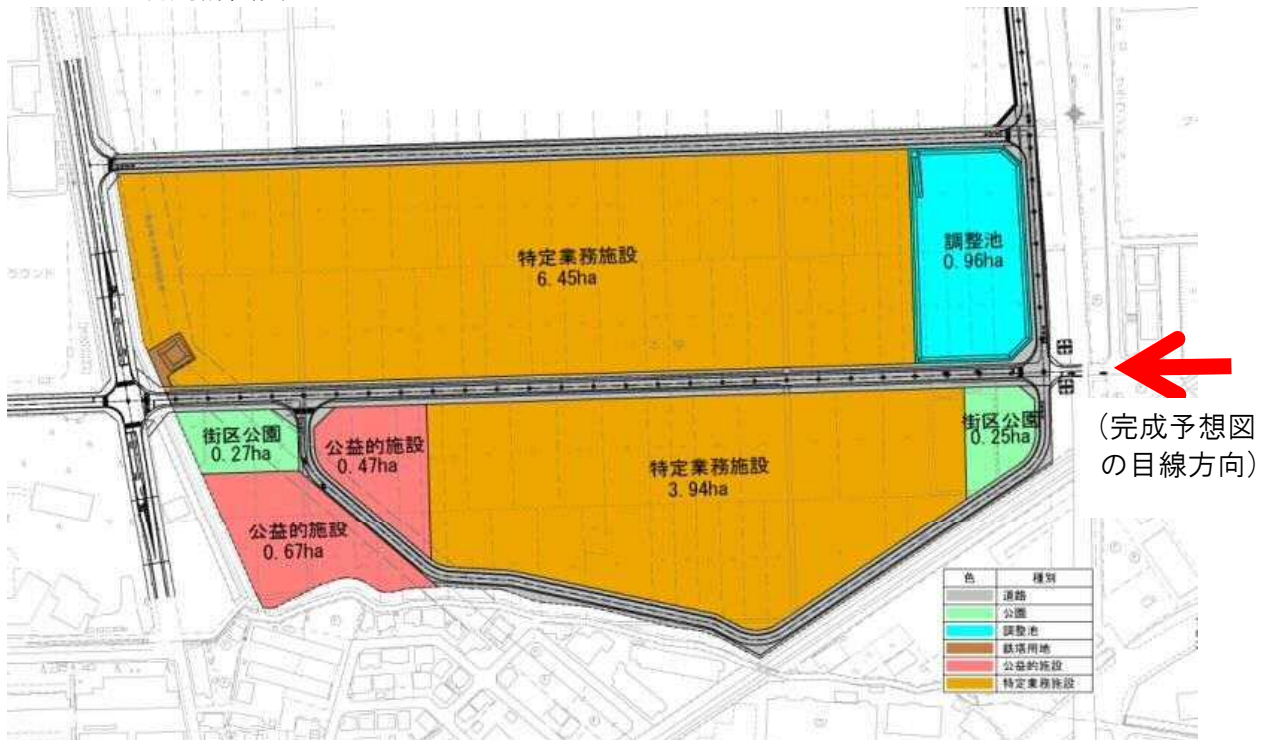 特定業務施設
6.45ha
調整池
0.96ha
ラウンド
街区公園
0.27ha
公益的施設
0.47ha
特定業務施設
3.94ha
街区公園
0.25ha
(完成予想図
の目線方向)
公益的施設
0.67ha
色 種別
道路
公園
調整池
鉄塔用地
公益的施設
特定業務施設